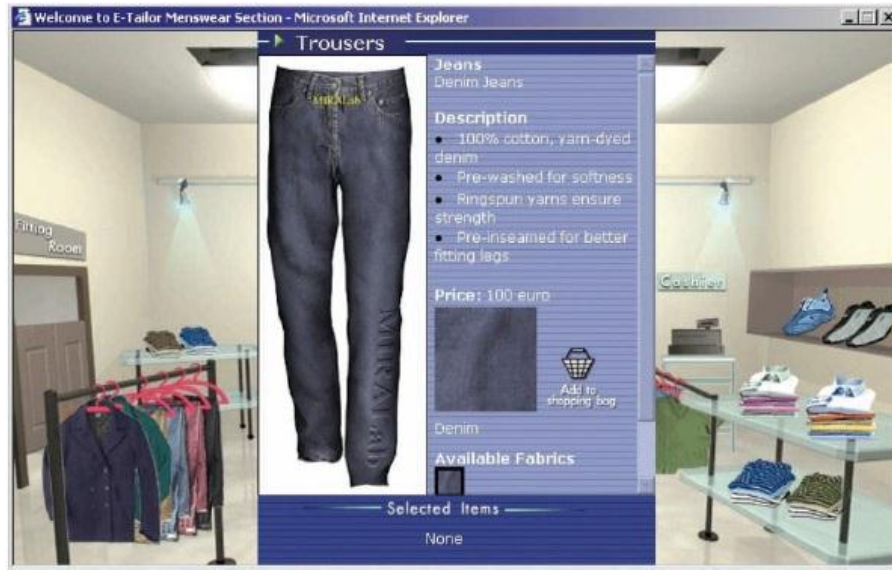 Welcome to E-Tailor Menswear Section - Microsoft Internet Explorer
Trousers
Jeans
Denim Jeans
MIRALab
Description
• 100% cotton, yarn-dyed
denim
• Pre-washed for softness
• Ringspun yarns ensure
strength
• Pre-inseamed for better
fitting legs
Fitting
Room
Cashier
Price: 100 euro
MIRALab
Add to
shopping bag
Denim
Available Fabrics
Selected Items
None